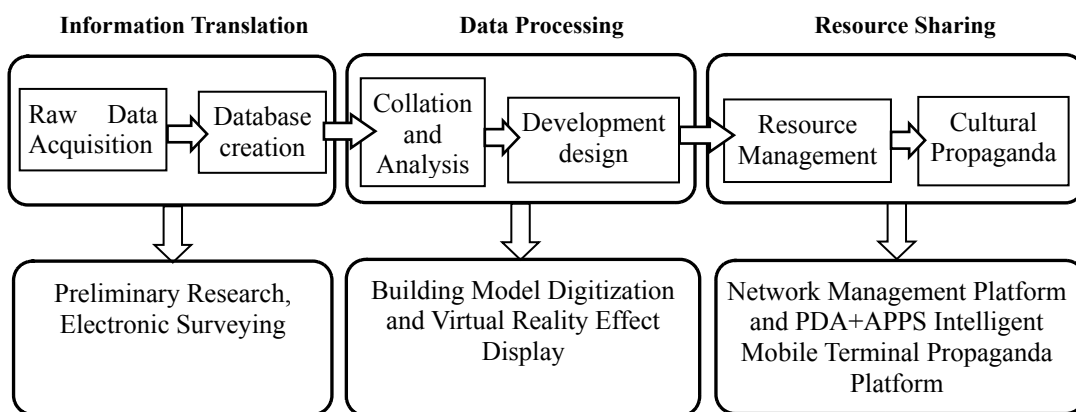 Information Translation
Data Processing
Resource Sharing
Raw Data
Acquisition
Database
creation
Collation
and
Analysis
Development
design
Resource
Management
Cultural
Propaganda
Preliminary Research,
Electronic Surveying
Building Model Digitization
and Virtual Reality Effect
Display
Network Management Platform
and PDA+APPS Intelligent
Mobile Terminal Propaganda
Platform